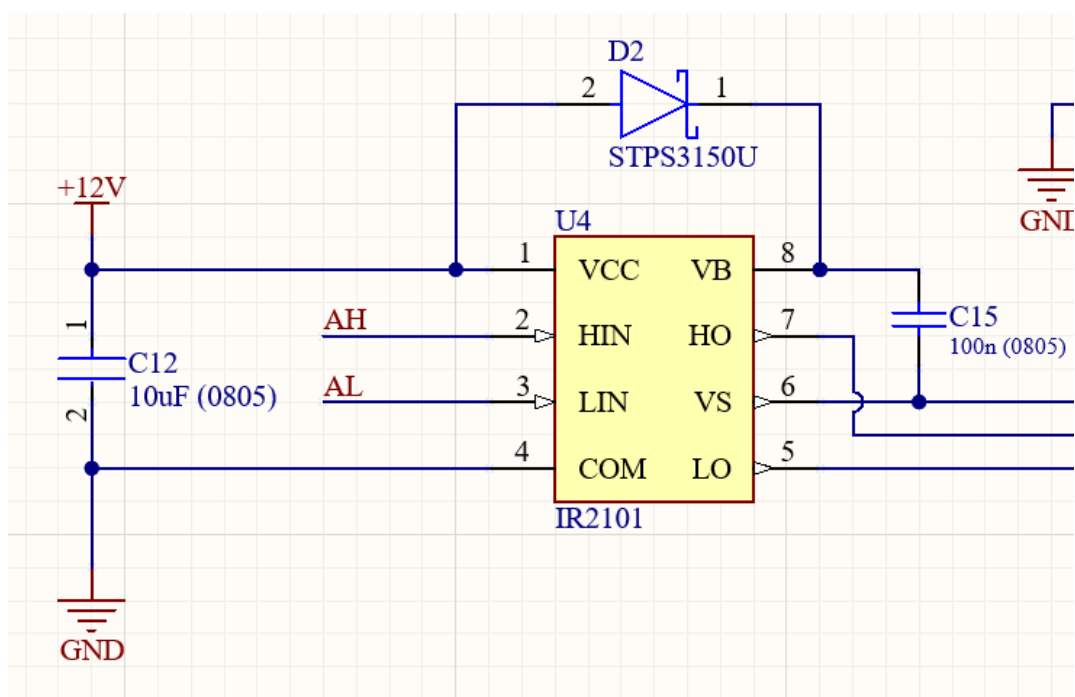 D2
2
1
STPS3150U
+12V
U4
GND
1
VCC
VB
8
AH
2
HIN
HO
7
1
C15
100n (0805)
C12
10uF (0805)
AL
3
LIN
VS
6
2
4
COM
LO
5
IR2101
GND